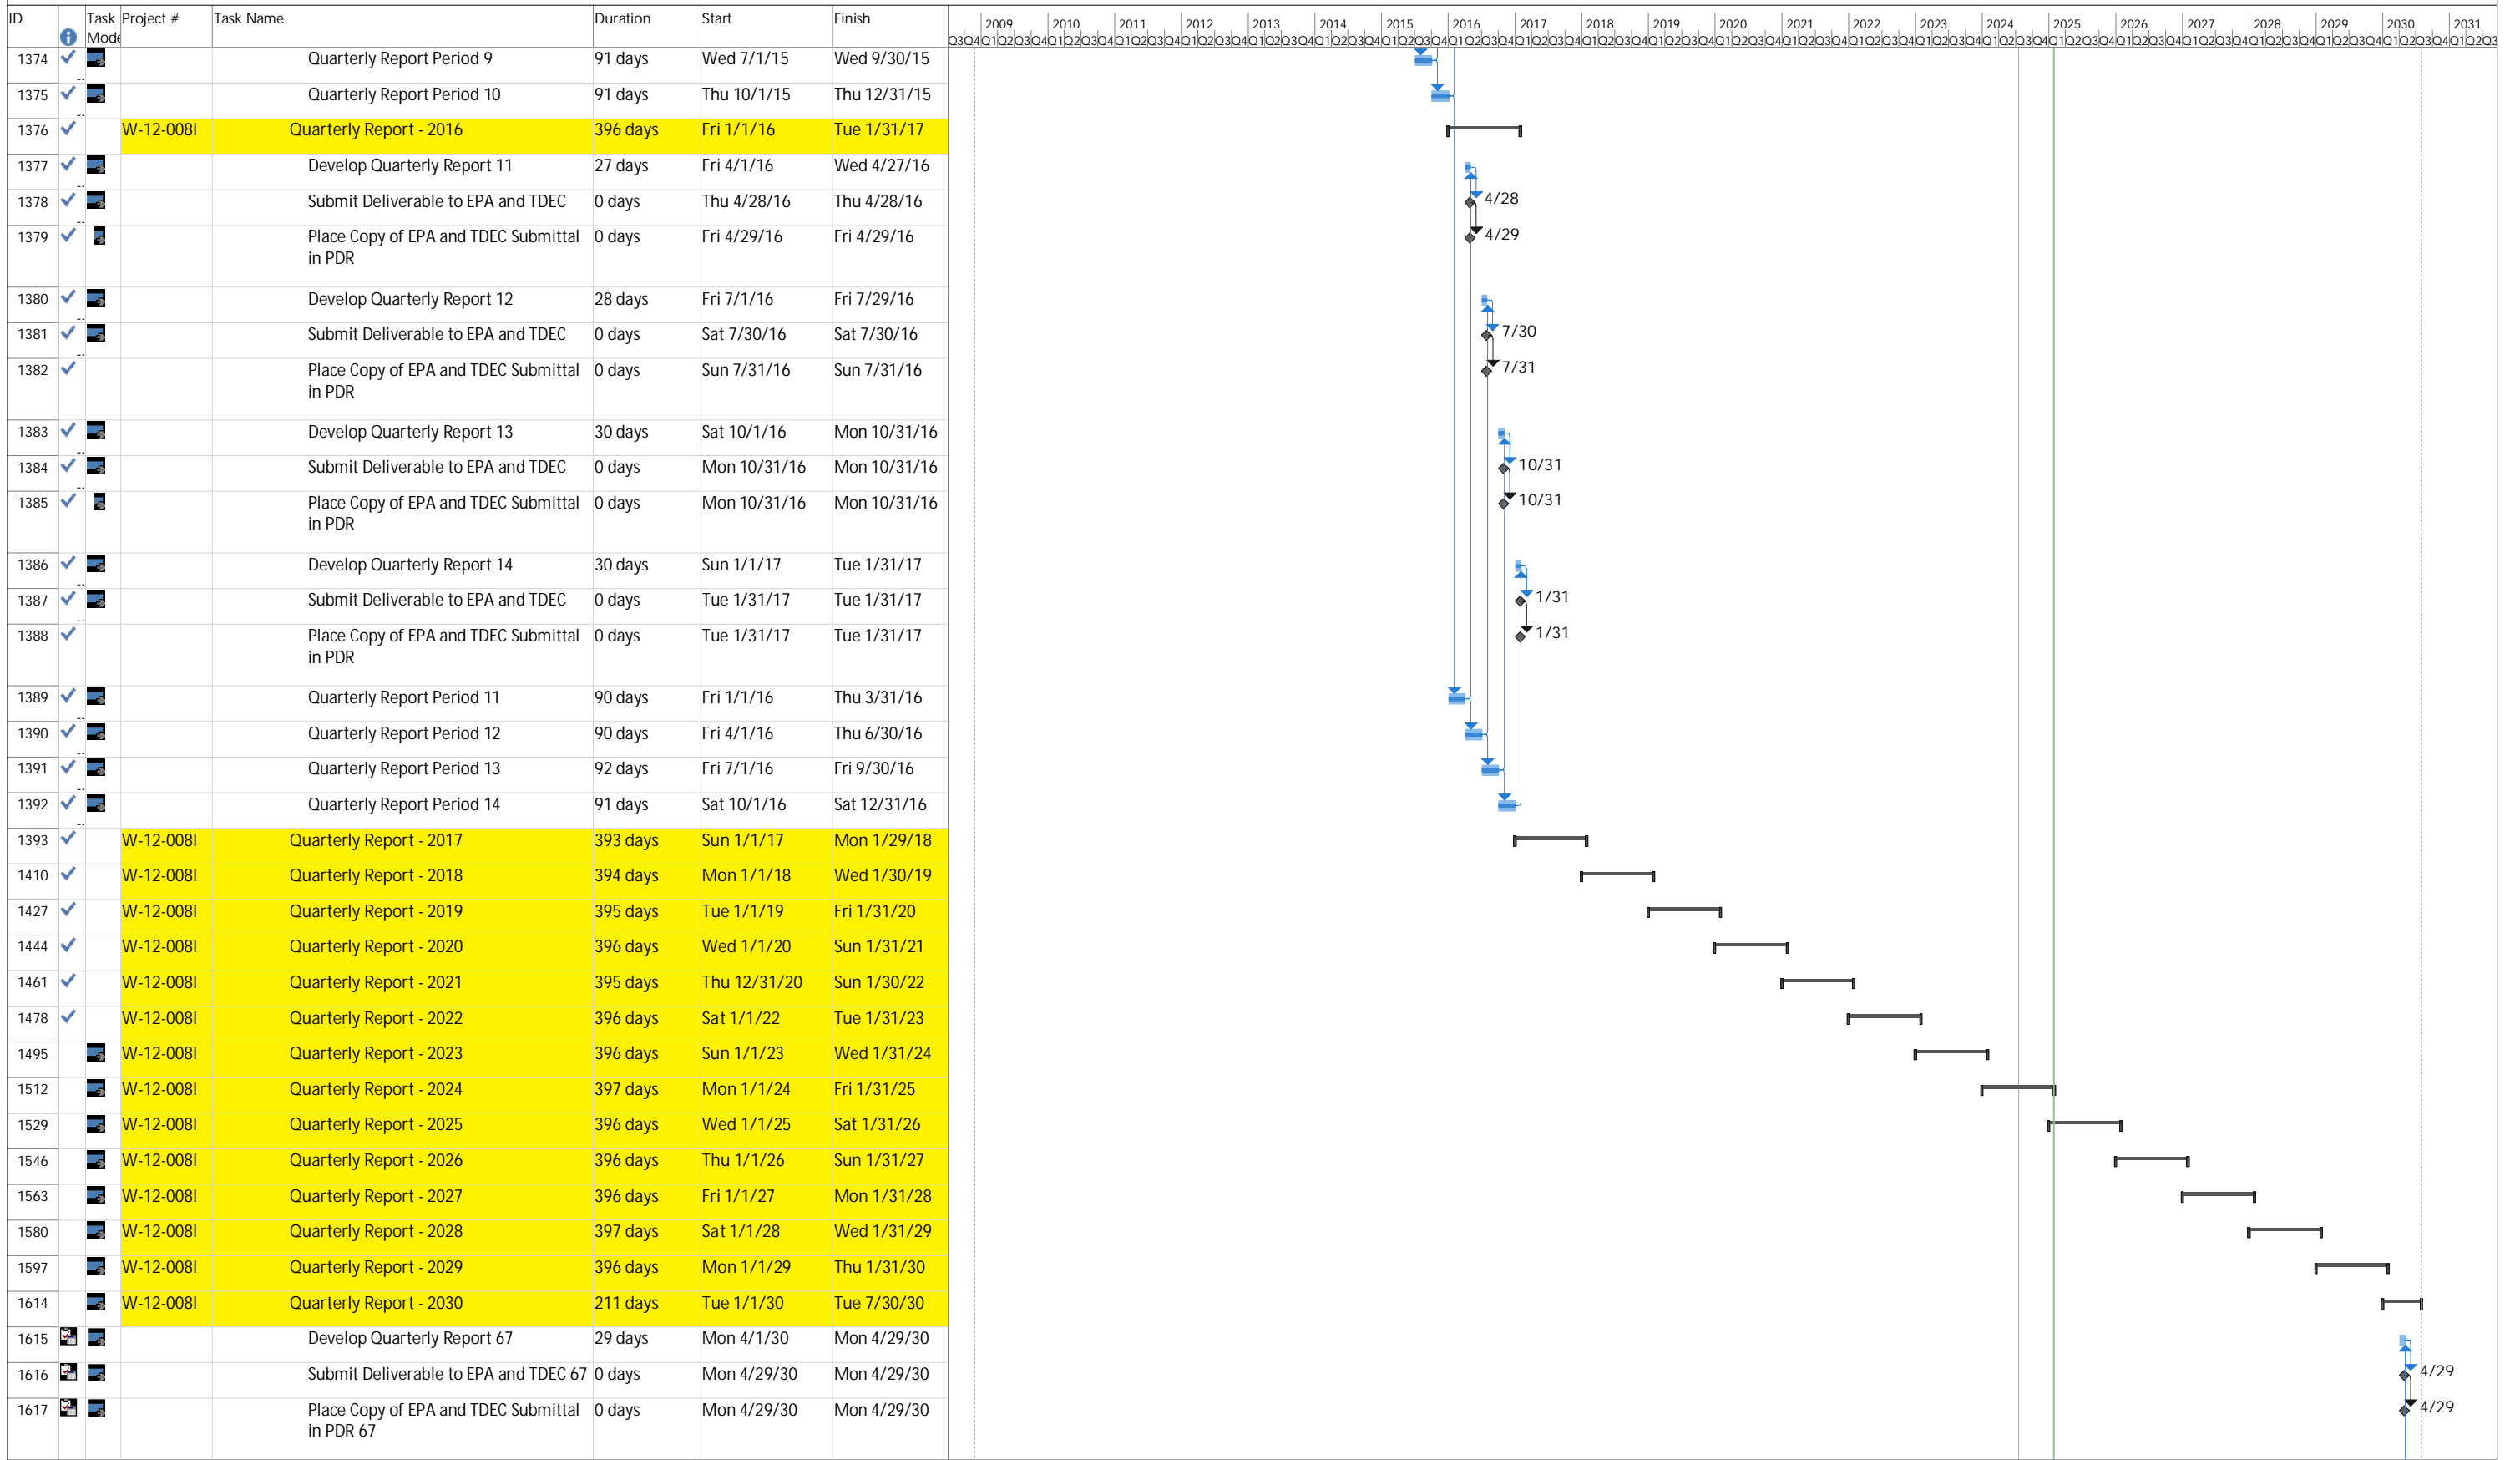 ID Task Mode Project # Task Name Duration Start Finish
2009 2010 2011 2012 2013 2014 2015 2016 2017 2018 2019 2020 2021 2022 2023 2024 2025 2026 2027 2028 2029 2030 2031
Q3Q4Q1Q2Q3Q4Q1Q2Q3Q4Q1Q2Q3Q4Q1Q2Q3Q4Q1Q2Q3Q4Q1Q2Q3Q4Q1Q2Q3Q4Q1Q2Q3Q4Q1Q2Q3Q4Q1Q2Q3Q4Q1Q2Q3Q4Q1Q2Q3Q4Q1Q2Q3Q4Q1Q2Q3Q4Q1Q2Q3Q4Q1Q2Q3Q4Q1Q2Q3Q4Q1Q2Q3Q4Q1Q2Q3Q4Q1Q2Q3Q4Q1Q2Q3Q4Q1Q2Q3Q4Q1Q2Q3
1374 Quarterly Report Period 9 91 days Wed 7/1/15 Wed 9/30/15
1375 Quarterly Report Period 10 91 days Thu 10/1/15 Thu 12/31/15
1376 W-12-008I Quarterly Report - 2016 396 days Fri 1/1/16 Tue 1/31/17
1377 Develop Quarterly Report 11 27 days Fri 4/1/16 Wed 4/27/16
1378 Submit Deliverable to EPA and TDEC 0 days Thu 4/28/16 Thu 4/28/16 4/28
1379 Place Copy of EPA and TDEC Submittal 0 days Fri 4/29/16 Fri 4/29/16 4/29
in PDR
1380 Develop Quarterly Report 12 28 days Fri 7/1/16 Fri 7/29/16
1381 Submit Deliverable to EPA and TDEC 0 days Sat 7/30/16 Sat 7/30/16 7/30
1382 Place Copy of EPA and TDEC Submittal 0 days Sun 7/31/16 Sun 7/31/16 7/31
in PDR
1383 Develop Quarterly Report 13 30 days Sat 10/1/16 Mon 10/31/16
1384 Submit Deliverable to EPA and TDEC 0 days Mon 10/31/16 Mon 10/31/16 10/31
1385 Place Copy of EPA and TDEC Submittal 0 days Mon 10/31/16 Mon 10/31/16 10/31
in PDR
1386 Develop Quarterly Report 14 30 days Sun 1/1/17 Tue 1/31/17
1387 Submit Deliverable to EPA and TDEC 0 days Tue 1/31/17 Tue 1/31/17 1/31
1388 Place Copy of EPA and TDEC Submittal 0 days Tue 1/31/17 Tue 1/31/17 1/31
in PDR
1389 Quarterly Report Period 11 90 days Fri 1/1/16 Thu 3/31/16
1390 Quarterly Report Period 12 90 days Fri 4/1/16 Thu 6/30/16
1391 Quarterly Report Period 13 92 days Fri 7/1/16 Fri 9/30/16
1392 Quarterly Report Period 14 91 days Sat 10/1/16 Sat 12/31/16
1393 W-12-008I Quarterly Report - 2017 393 days Sun 1/1/17 Mon 1/29/18
1410 W-12-008I Quarterly Report - 2018 394 days Mon 1/1/18 Wed 1/30/19
1427 W-12-008I Quarterly Report - 2019 395 days Tue 1/1/19 Fri 1/31/20
1444 W-12-008I Quarterly Report - 2020 396 days Wed 1/1/20 Sun 1/31/21
1461 W-12-008I Quarterly Report - 2021 395 days Thu 12/31/20 Sun 1/30/22
1478 W-12-008I Quarterly Report - 2022 396 days Sat 1/1/22 Tue 1/31/23
1495 W-12-008I Quarterly Report - 2023 396 days Sun 1/1/23 Wed 1/31/24
1512 W-12-008I Quarterly Report - 2024 397 days Mon 1/1/24 Fri 1/31/25
1529 W-12-008I Quarterly Report - 2025 396 days Wed 1/1/25 Sat 1/31/26
1546 W-12-008I Quarterly Report - 2026 396 days Thu 1/1/26 Sun 1/31/27
1563 W-12-008I Quarterly Report - 2027 396 days Fri 1/1/27 Mon 1/31/28
1580 W-12-008I Quarterly Report - 2028 397 days Sat 1/1/28 Wed 1/31/29
1597 W-12-008I Quarterly Report - 2029 396 days Mon 1/1/29 Thu 1/31/30
1614 W-12-008I Quarterly Report - 2030 211 days Tue 1/1/30 Tue 7/30/30
1615 Develop Quarterly Report 67 29 days Mon 4/1/30 Mon 4/29/30
1616 Submit Deliverable to EPA and TDEC 67 0 days Mon 4/29/30 Mon 4/29/30 4/29
1617 Place Copy of EPA and TDEC Submittal 0 days Mon 4/29/30 Mon 4/29/30 4/29
in PDR 67